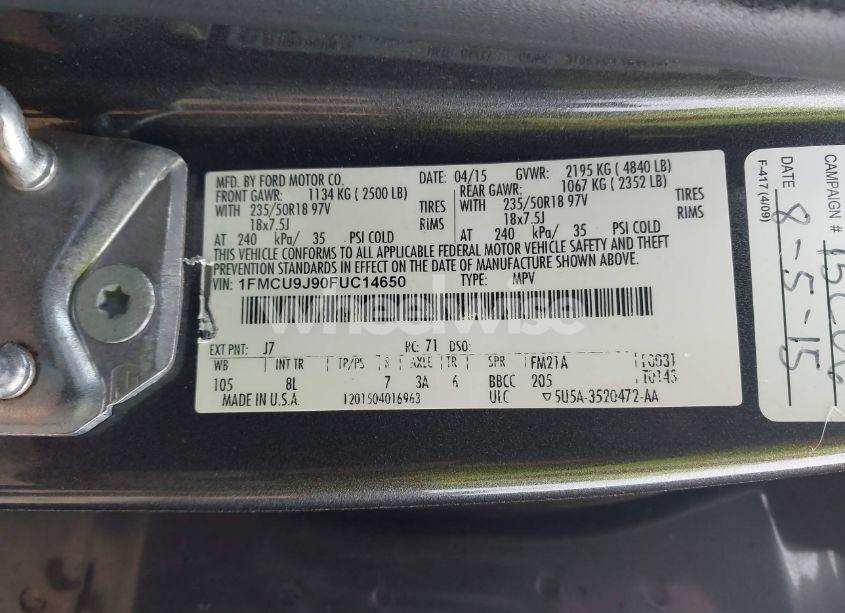 MFD. BY FORD MOTOR CO. DATE: 04/15 GVWR: 2195 KG ( 4840 LB)
FRONT GAWR: 1134 KG ( 2500 LB) REAR GAWR: 1067 KG ( 2352 LB)
WITH 235/50R18 97V TIRES WITH 235/50R18 97V TIRES
18x7.5J RIMS 18x7.5J RIMS
AT 240 kPa/ 35 PSI COLD AT 240 kPa/ 35 PSI COLD
THIS VEHICLE CONFORMS TO ALL APPLICABLE FEDERAL MOTOR VEHICLE SAFETY AND THEFT
PREVENTION STANDARDS IN EFFECT ON THE DATE OF MANUFACTURE SHOWN ABOVE.
VIN: 1FMCU9J90FUC14650 TYPE: MPV
wheelwise
EXT PNT: J7 RC: 71 DSO:
WB INT TR TP/PS R AXLE TR SPR FM21A
105 8L 7 3A 6 BBCC 205 T0143
MADE IN U.S.A. 1201504016963 ULC ▽5U5A-3520472-AA
F-417 (4/09)
DATE 8-5-15
CAMPAIGN #